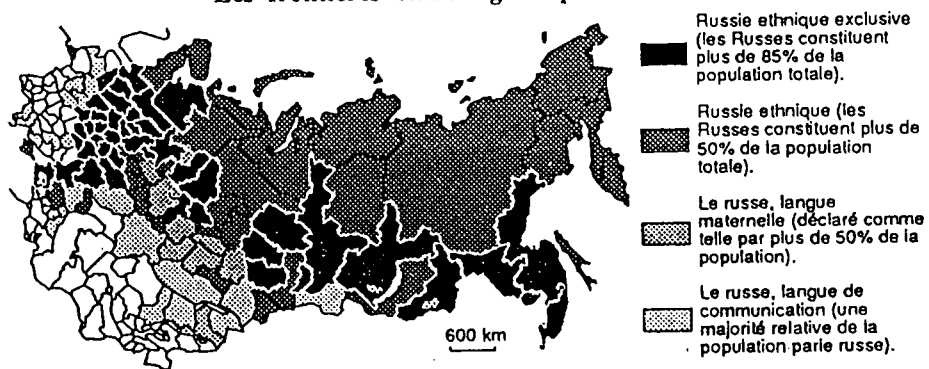 Russie ethnique exclusive
(les Russes constituent
plus de 85% de la
population totale).
Russie ethnique (les
Russes constituent plus de
50% de la population
totale).
Le russe, langue
maternelle (déclaré comme
telle par plus de 50% de la
population).
Le russe, langue de
communication (une
majorité relative de la
population parle russe).
600 km